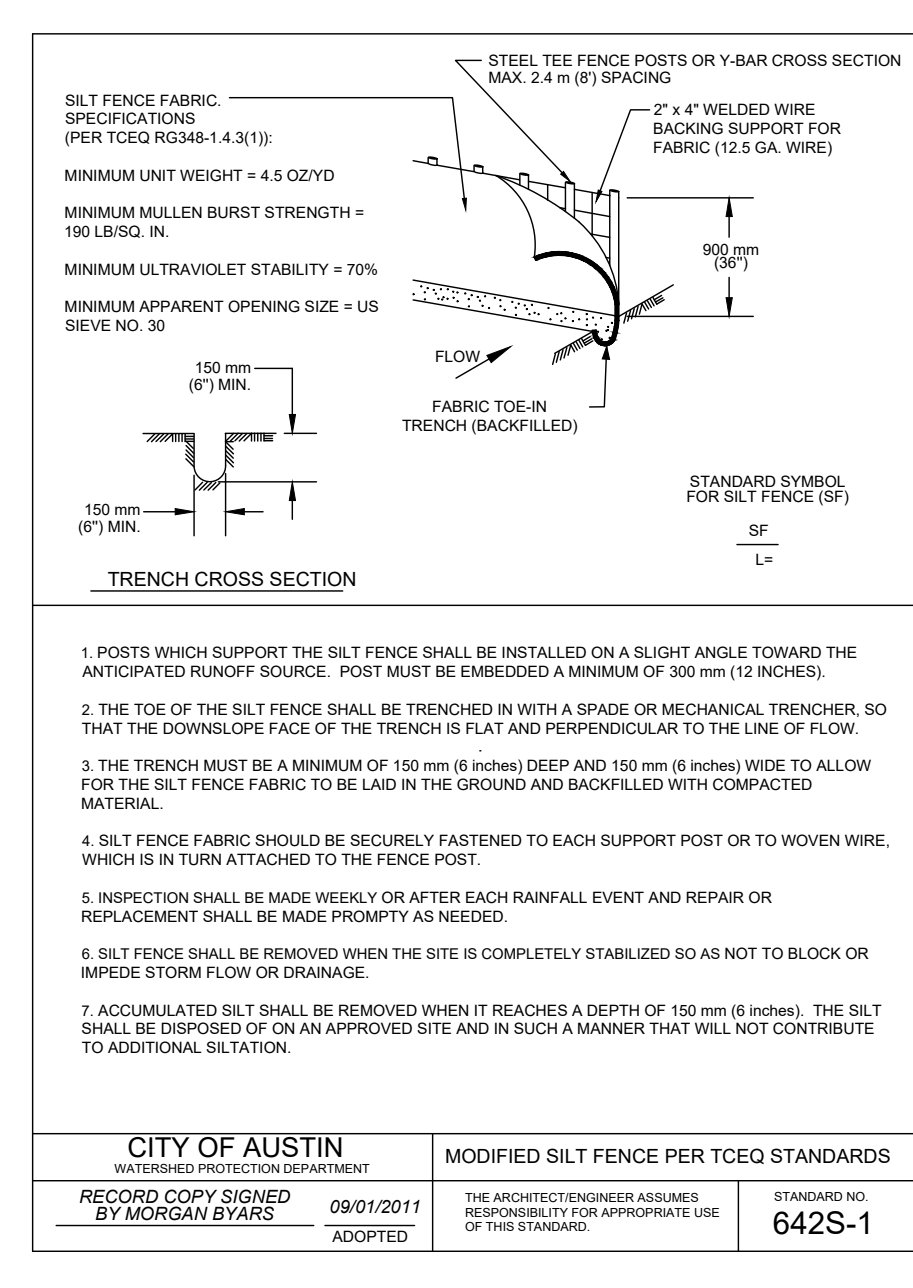 STEEL TEE FENCE POSTS OR Y-BAR CROSS SECTION
MAX. 2.4 m (8') SPACING
SILT FENCE FABRIC.
SPECIFICATIONS
(PER TCEQ RG348-1.4.3(1)):
MINIMUM UNIT WEIGHT = 4.5 OZ/YD
MINIMUM MULLEN BURST STRENGTH =
190 LB/SQ. IN.
MINIMUM ULTRAVIOLET STABILITY = 70%
MINIMUM APPARENT OPENING SIZE = US
SIEVE NO. 30
2" x 4" WELDED WIRE
BACKING SUPPORT FOR
FABRIC (12.5 GA. WIRE)
900 mm
(36")
FLOW
FABRIC TOE-IN
TRENCH (BACKFILLED)
150 mm
(6") MIN.
150 mm
(6") MIN.
TRENCH CROSS SECTION
STANDARD SYMBOL
FOR SILT FENCE (SF)
SF
L=
1. POSTS WHICH SUPPORT THE SILT FENCE SHALL BE INSTALLED ON A SLIGHT ANGLE TOWARD THE
ANTICIPATED RUNOFF SOURCE. POST MUST BE EMBEDDED A MINIMUM OF 300 mm (12 INCHES).
2. THE TOE OF THE SILT FENCE SHALL BE TRENCHED IN WITH A SPADE OR MECHANICAL TRENCHER, SO
THAT THE DOWNSLOPE FACE OF THE TRENCH IS FLAT AND PERPENDICULAR TO THE LINE OF FLOW.
.
3. THE TRENCH MUST BE A MINIMUM OF 150 mm (6 inches) DEEP AND 150 mm (6 inches) WIDE TO ALLOW
FOR THE SILT FENCE FABRIC TO BE LAID IN THE GROUND AND BACKFILLED WITH COMPACTED
MATERIAL.
4. SILT FENCE FABRIC SHOULD BE SECURELY FASTENED TO EACH SUPPORT POST OR TO WOVEN WIRE,
WHICH IS IN TURN ATTACHED TO THE FENCE POST.
5. INSPECTION SHALL BE MADE WEEKLY OR AFTER EACH RAINFALL EVENT AND REPAIR OR
REPLACEMENT SHALL BE MADE PROMPTY AS NEEDED.
6. SILT FENCE SHALL BE REMOVED WHEN THE SITE IS COMPLETELY STABILIZED SO AS NOT TO BLOCK OR
IMPEDE STORM FLOW OR DRAINAGE.
7. ACCUMULATED SILT SHALL BE REMOVED WHEN IT REACHES A DEPTH OF 150 mm (6 inches). THE SILT
SHALL BE DISPOSED OF ON AN APPROVED SITE AND IN SUCH A MANNER THAT WILL NOT CONTRIBUTE
TO ADDITIONAL SILTATION.
CITY OF AUSTIN
WATERSHED PROTECTION DEPARTMENT
MODIFIED SILT FENCE PER TCEQ STANDARDS
RECORD COPY SIGNED
BY MORGAN BYARS
09/01/2011
ADOPTED
THE ARCHITECT/ENGINEER ASSUMES
RESPONSIBILITY FOR APPROPRIATE USE
OF THIS STANDARD.
STANDARD NO.
642S-1